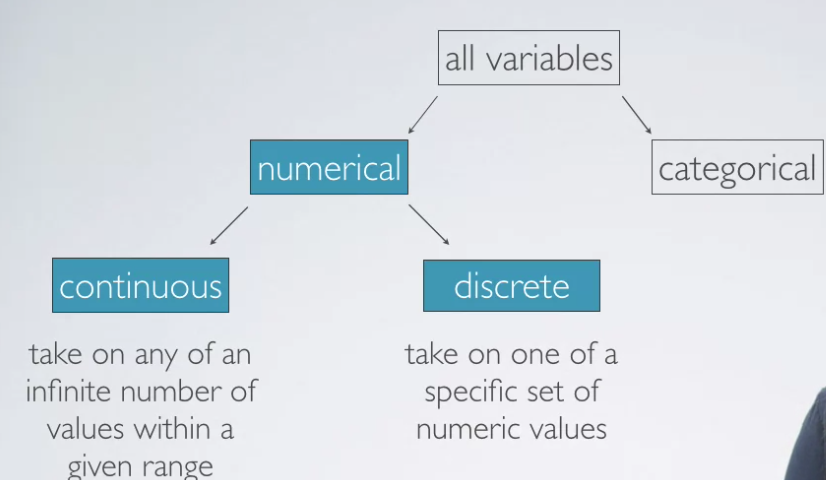 all variables
numerical
categorical
continuous
discrete
take on any of an
infinite number of
values within a
given range
take on one of a
specific set of
numeric values